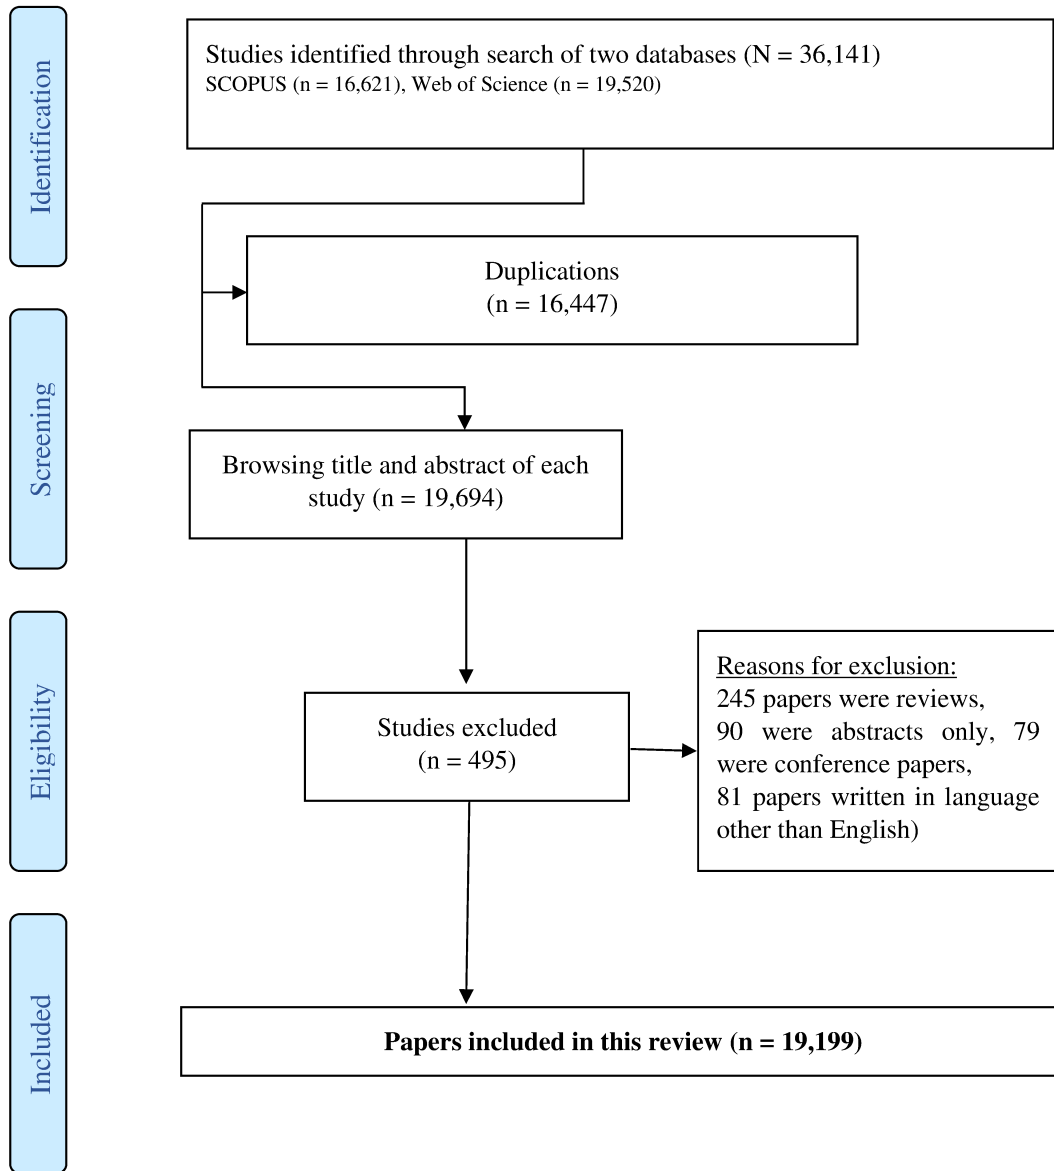 Identification
Studies identified through search of two databases (N = 36,141)
SCOPUS (n = 16,621), Web of Science (n = 19,520)
Duplications
(n = 16,447)
Screening
Browsing title and abstract of each
study (n = 19,694)
Eligibility
Studies excluded
(n = 495)
Reasons for exclusion:
245 papers were reviews,
90 were abstracts only, 79
were conference papers,
81 papers written in language
other than English)
Included
Papers included in this review (n = 19,199)